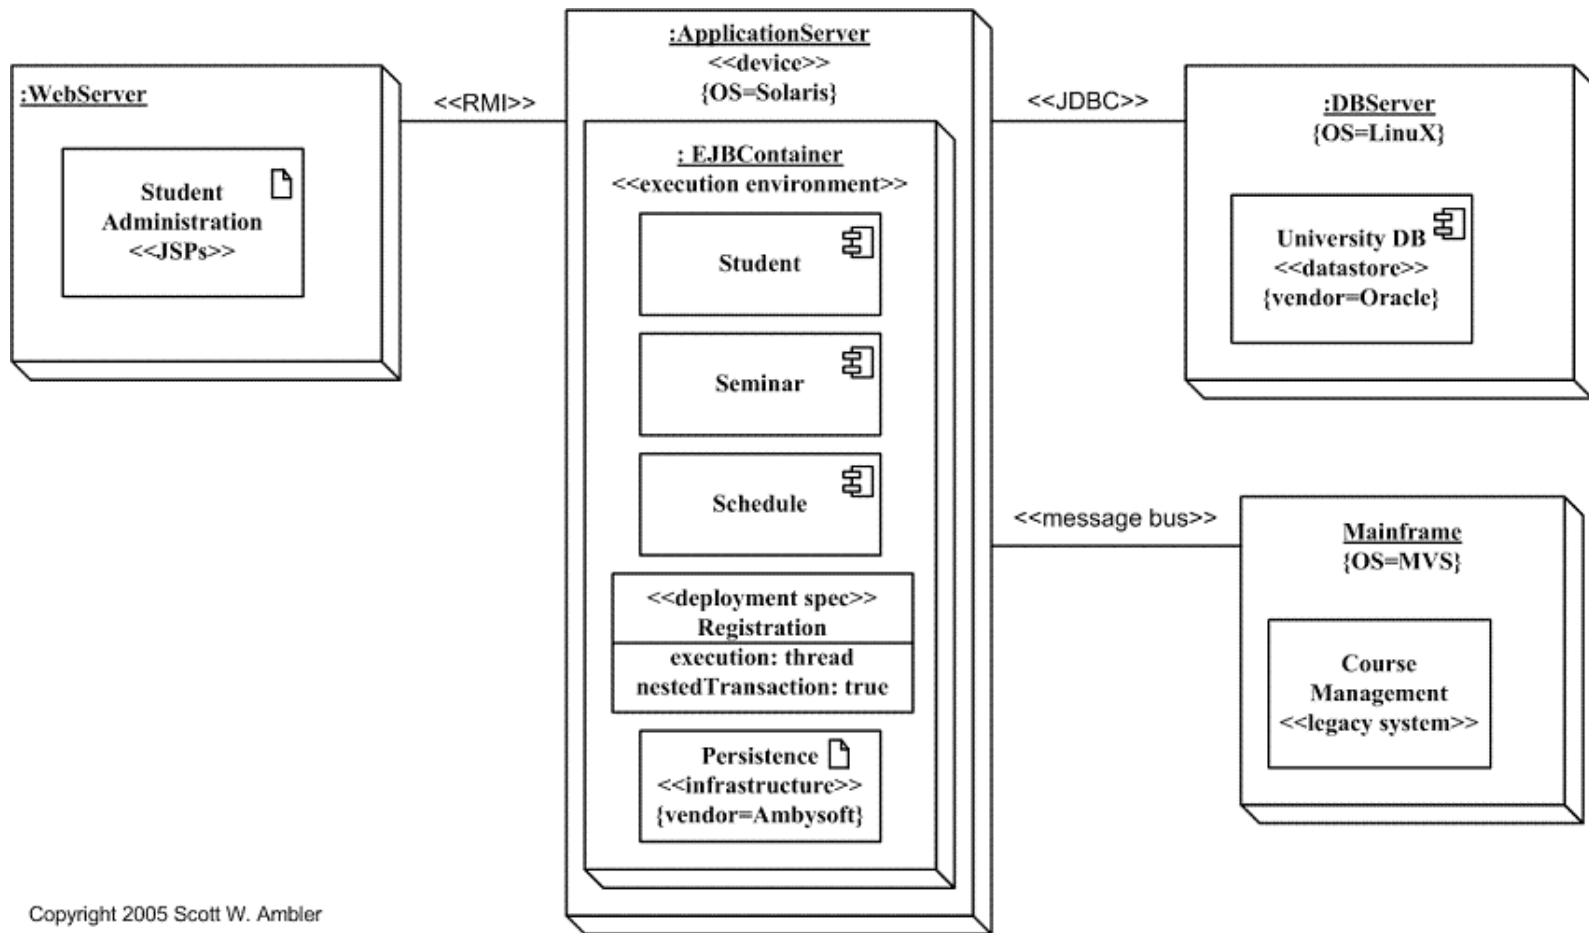 :WebServer
Student
Administration
<<JSPs>>
<<RMI>>
:ApplicationServer
<<device>>
{OS=Solaris}
: EJBContainer
<<execution environment>>
Student
Seminar
Schedule
<<deployment spec>>
Registration
execution: thread
nestedTransaction: true
Persistence
<<infrastructure>>
{vendor=Ambysoft}
<<JDBC>>
:DBServer
{OS=LinuX}
University DB
<<datastore>>
{vendor=Oracle}
<<message bus>>
Mainframe
{OS=MVS}
Course
Management
<<legacy system>>
Copyright 2005 Scott W. Ambler